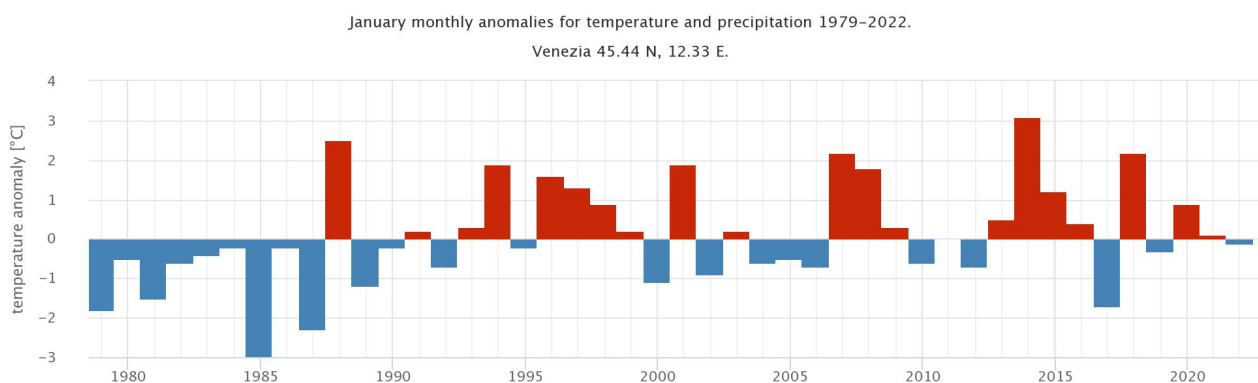 January monthly anomalies for temperature and precipitation 1979-2022.
Venezia 45.44 N, 12.33 E.
temperature anomaly [°C]
4
3
2
1
0
−1
−2
−3
1980 1985 1990 1995 2000 2005 2010 2015 2020